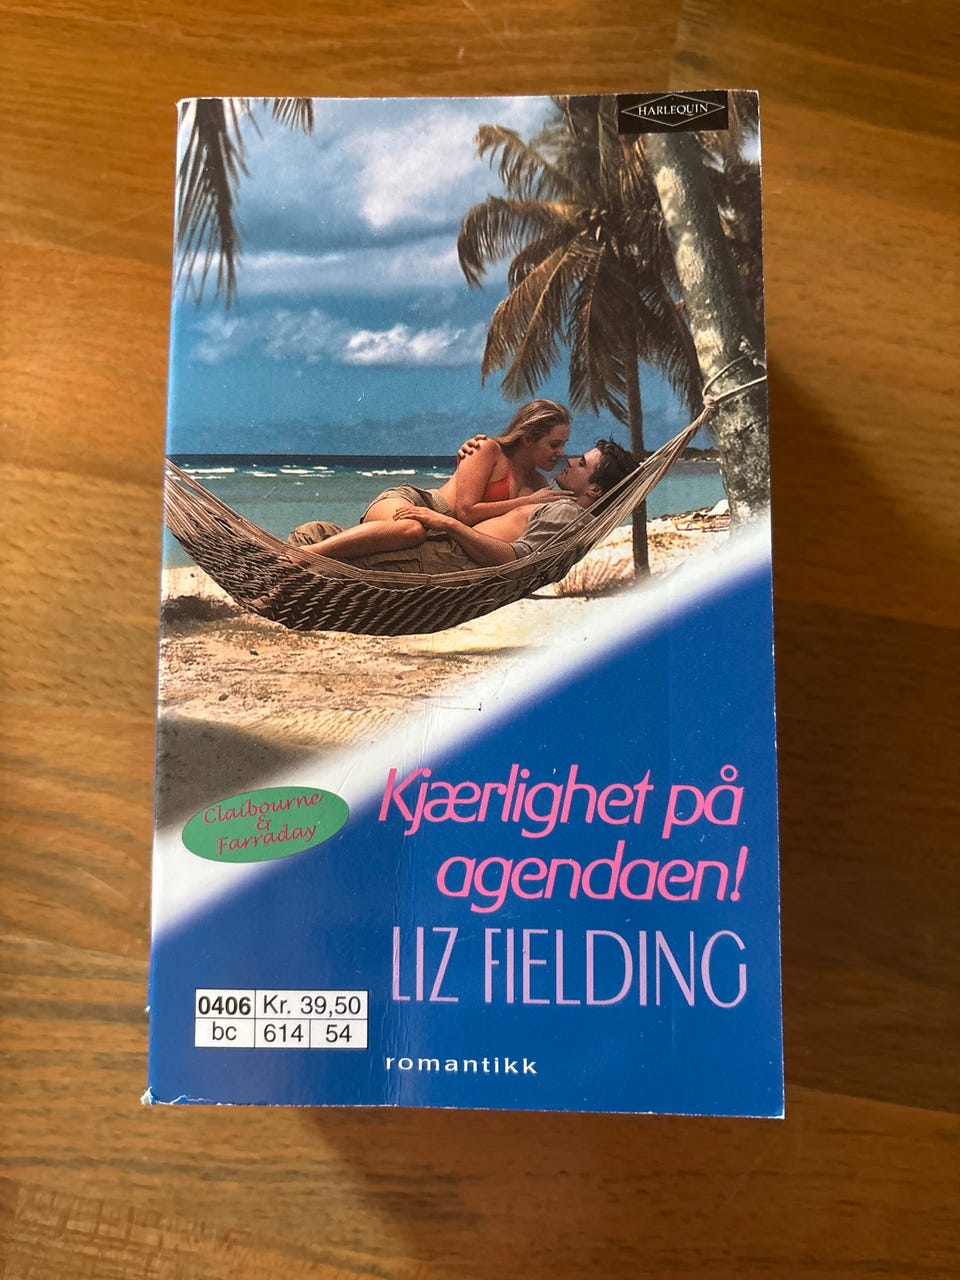 HARLEQUIN
Claibourne
&
Farraday
Kjærlighet på
agendaen!
LIZ FIELDING
0406 Kr. 39,50
bc 614 54
romantikk